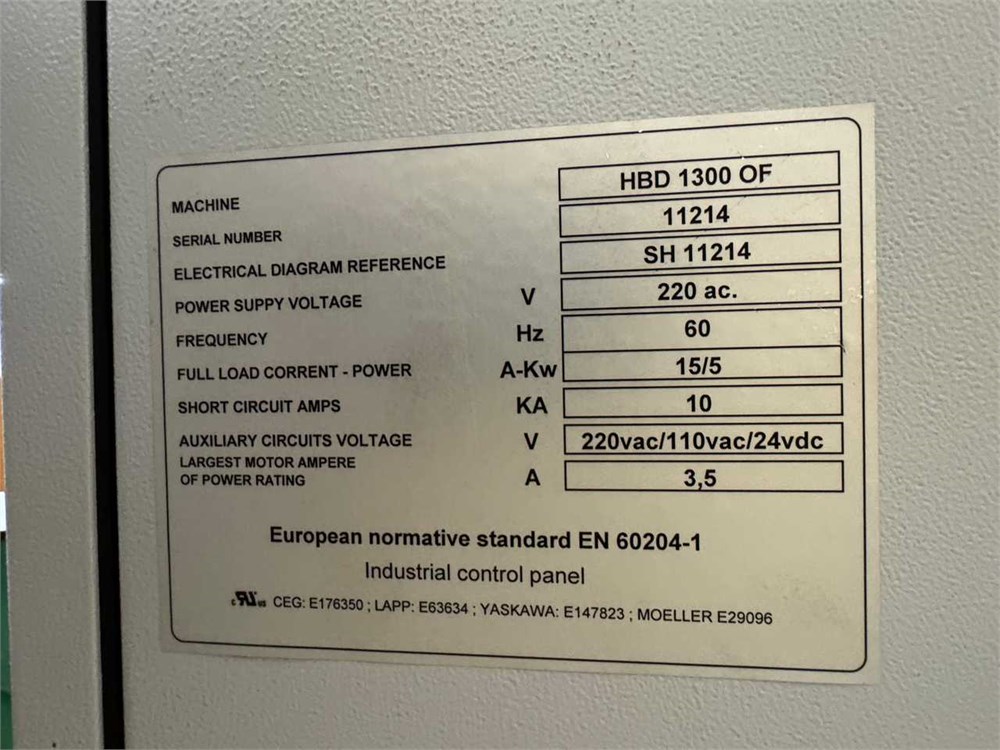 MACHINE HBD 1300 OF
SERIAL NUMBER 11214
ELECTRICAL DIAGRAM REFERENCE SH 11214
POWER SUPPY VOLTAGE V 220 ac.
FREQUENCY Hz 60
FULL LOAD CORRENT - POWER A-Kw 15/5
SHORT CIRCUIT AMPS KA 10
AUXILIARY CIRCUITS VOLTAGE V 220vac/110vac/24vdc
LARGEST MOTOR AMPERE
OF POWER RATING A 3,5
European normative standard EN 60204-1
Industrial control panel
c RU us CEG: E176350 ; LAPP: E63634 ; YASKAWA: E147823 ; MOELLER E29096